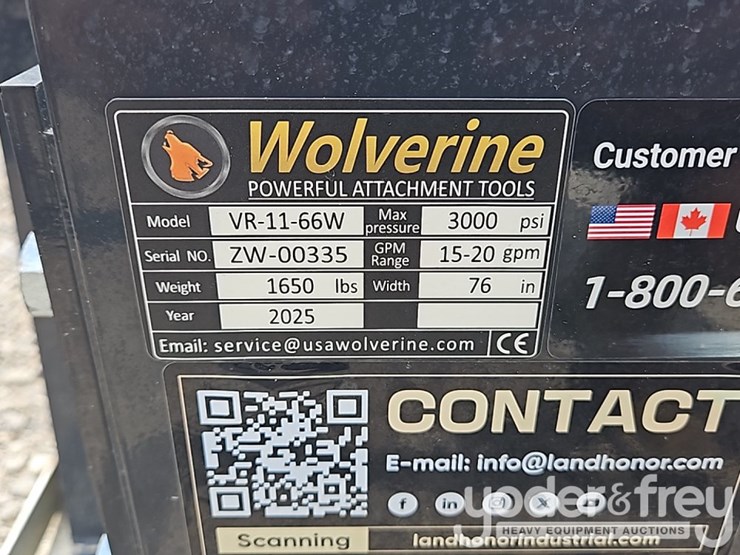 Wolverine
POWERFUL ATTACHMENT TOOLS
Model VR-11-66W Max pressure 3000 psi
Serial NO. ZW-00335 GPM Range 15-20 gpm
Weight 1650 lbs Width 76 in
Year 2025
Email: service@usawolverine.com CE
Customer
1-800-6
CONTACT
E-mail: info@landhonor.com
f in X
yoder&frey
HEAVY EQUIPMENT AUCTIONS
Scanning landhonorindustrial.com